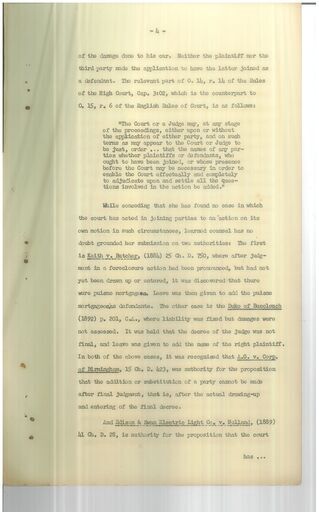 - 4 -
of the damage done to his car. Neither the plaintiff nor the
third party made the application to have the latter joined as
a defendant. The relevant part of O. 14, r. 14 of the Rules
of the High Court, Cap. 3:02, which is the counterpart to
O. 15, r. 6 of the English Rules of Court, is as follows:
"The Court or a Judge may, at any stage
of the proceedings, either upon or without
the application of either party, and on such
terms as may appear to the Court or Judge to
be just, order ... that the names of any par-
ties whether plaintiffs or defendants, who
ought to have been joined, or whose presence
before the Court may be necessary in order to
enable the Court effectually and completely
to adjudicate upon and settle all the ques-
tions involved in the action be added."
While conceding that she has found no case in which
the court has acted in joining parties to an action on its
own motion in such circumstances, learned counsel has no
doubt grounded her submission on two authorities: The first
is Keith v. Butcher, (1884) 25 Ch. D. 750, where after judg-
ment in a foreclosure action had been pronounced, but had not
yet been drawn up or entered, it was discovered that there
were puisne mortgagees. Leave was then given to add the puisne
mortgagees as defendants. The other case is the Duke of Buccleuch
(1892) p. 201, C.A., where liability was fixed but damages were
not assessed. It was held that the decree of the judge was not
final, and leave was given to add the name of the right plaintiff.
In both of the above cases, it was recognised that A.G. v. Corp.
of Birmingham, 15 Ch. D. 423, was authority for the proposition
that the addition or substitution of a party cannot be made
after final judgment, that is, after the actual drawing-up
and entering of the final decree.
And Edison & Swan Electric Light Co. v. Holland, (1889)
41 Ch. D. 28, is authority for the proposition that the court
has ...